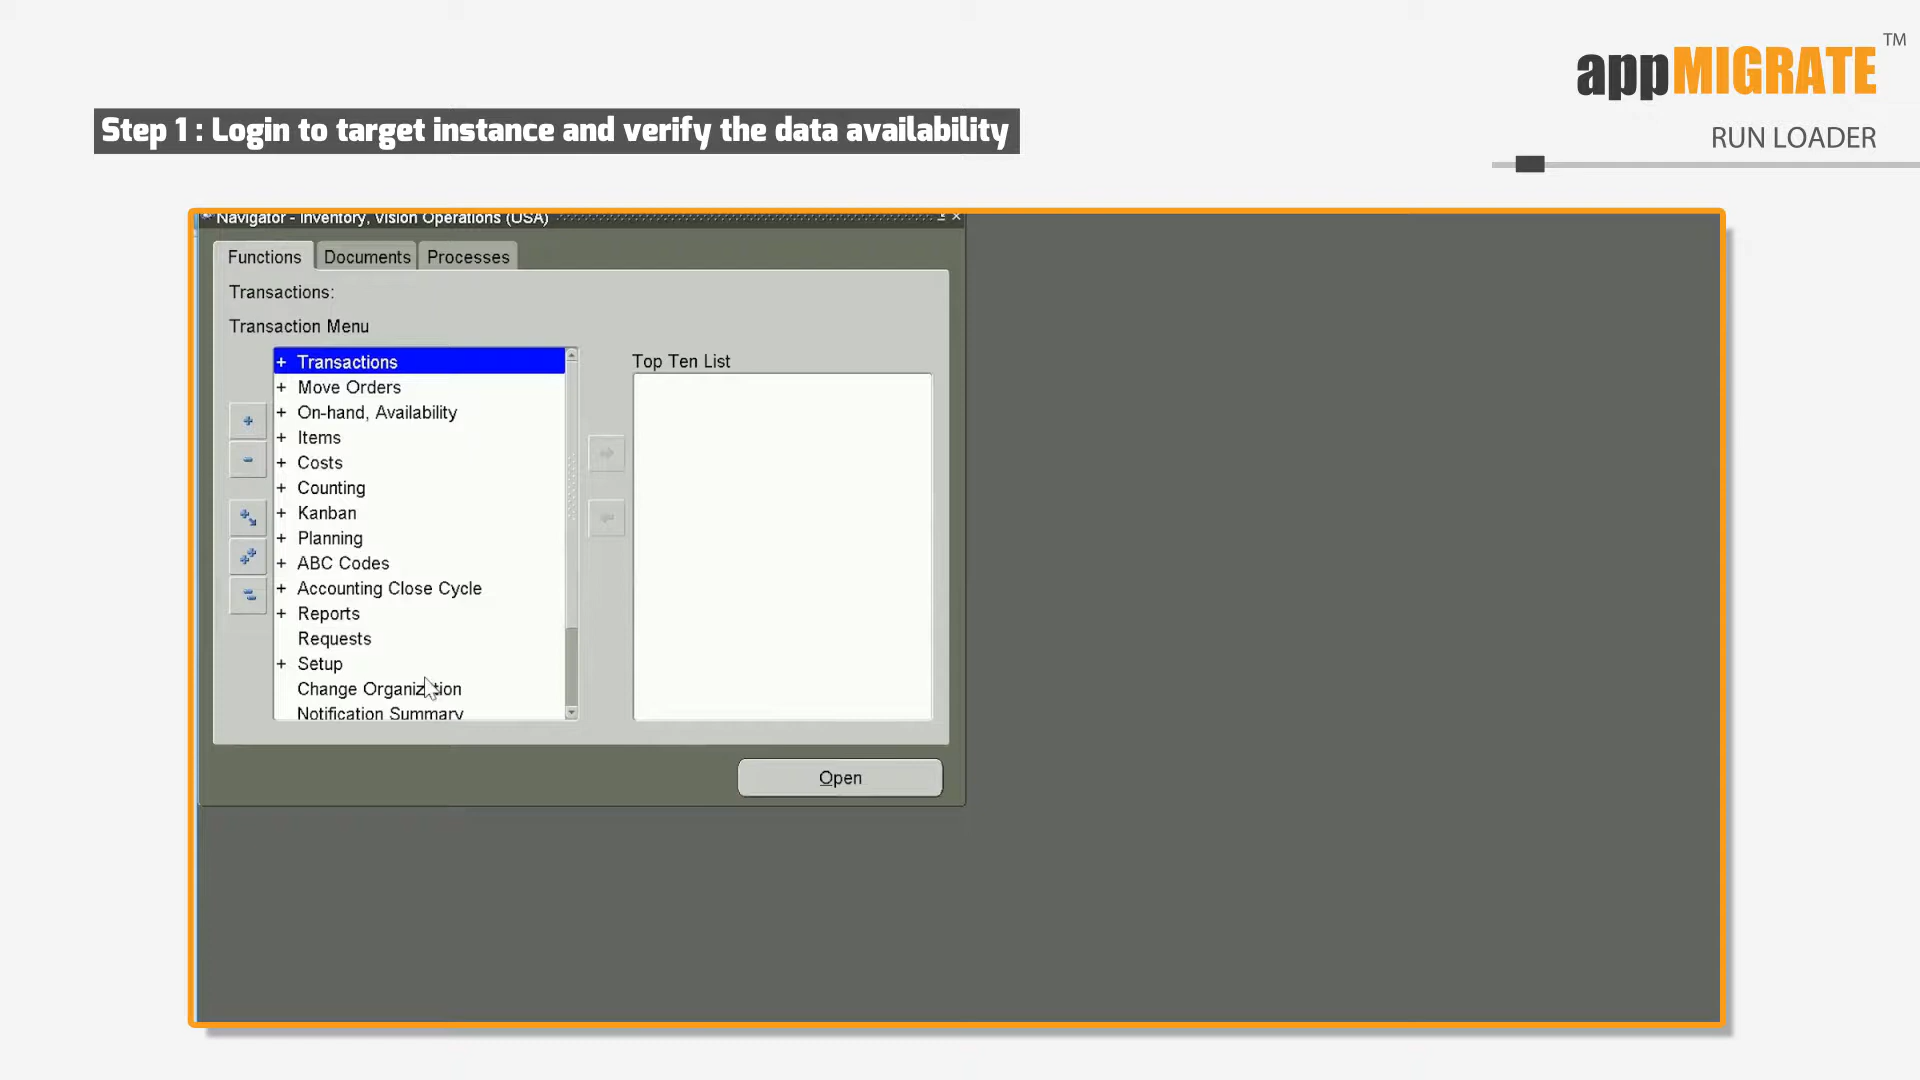 appMIGRATE TM
Step 1 : Login to target instance and verify the data availability
RUN LOADER
Navigator - Inventory, Vision Operations (USA)
Functions
Documents
Processes
Transactions:
Transaction Menu
Top Ten List
+ Transactions
+ Move Orders
+ On-hand, Availability
+ Items
+ Costs
+ Counting
+ Kanban
+ Planning
+ ABC Codes
+ Accounting Close Cycle
+ Reports
Requests
+ Setup
Change Organization
Notification Summary
Open